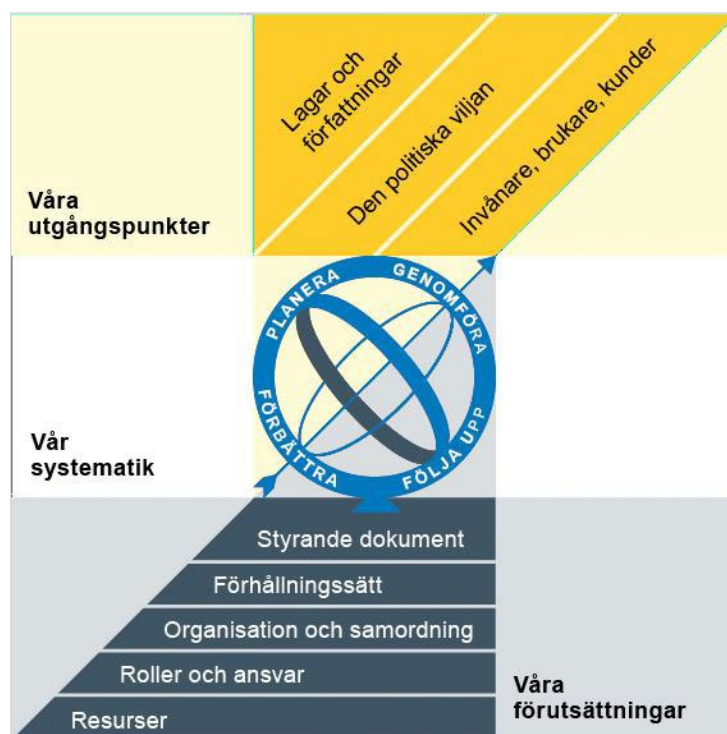 Lagar och
författningar
Den politiska viljan
Invånare, brukare, kunder
Våra
utgångspunkter
PLANERA
GENOMFÖRA
FÖRBÄTTRA
FÖLJA UPP
Vår
systematik
Styrande dokument
Förhållningssätt
Organisation och samordning
Roller och ansvar
Resurser
Våra
förutsättningar